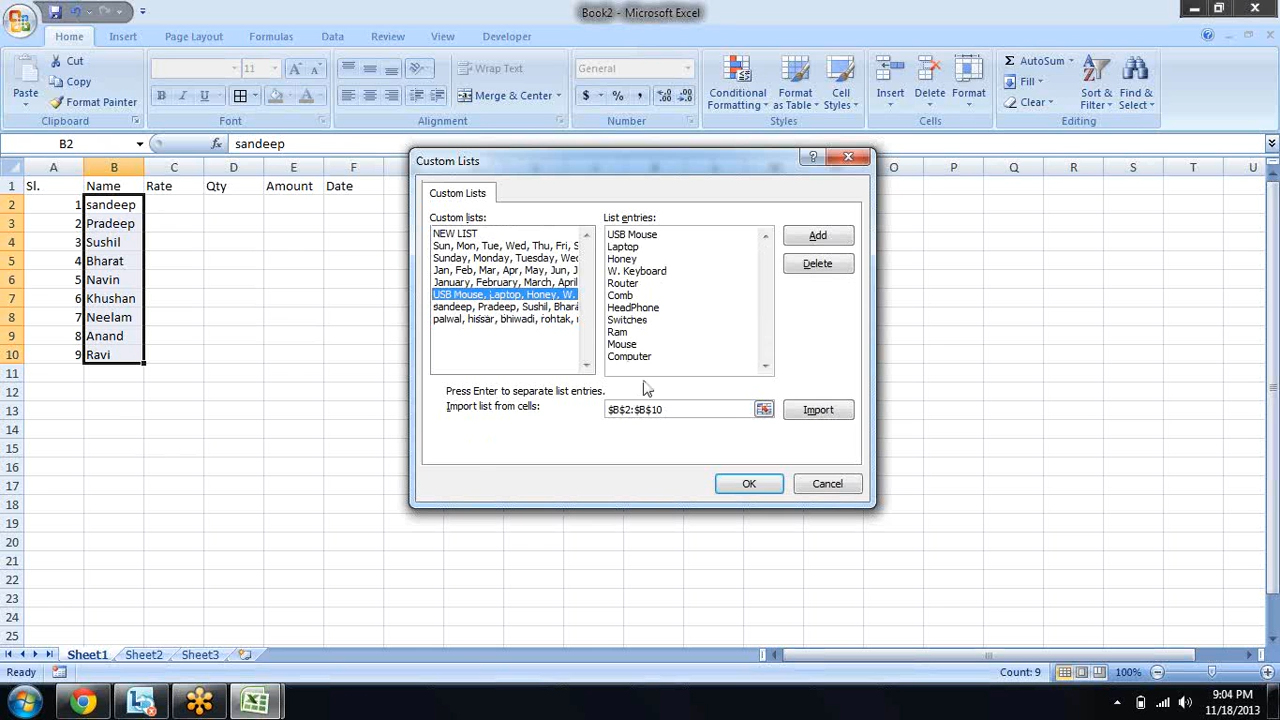 Book2 - Microsoft Excel
Home Insert Page Layout Formulas Data Review View Developer
Cut
Copy
Format Painter
Paste
Clipboard
11
Font
Wrap Text
Merge & Center
Alignment
General
Number
Conditional Formatting
Format as Table
Cell Styles
Styles
Insert Delete Format
Cells
AutoSum
Fill
Clear
Sort & Filter
Find & Select
Editing
B2 sandeep
A B C D E F O P Q R S T U
1 Sl. Name Rate Qty Amount Date
2 1 sandeep
3 2 Pradeep
4 3 Sushil
5 4 Bharat
6 5 Navin
7 6 Khushan
8 7 Neelam
9 8 Anand
10 9 Ravi
11
12
13
14
15
16
17
18
19
20
21
22
23
24
25
Custom Lists
Custom Lists
Custom lists:
NEW LIST
Sun, Mon, Tue, Wed, Thu, Fri, S
Sunday, Monday, Tuesday, Wed
Jan, Feb, Mar, Apr, May, Jun, J
January, February, March, April
USB Mouse, Laptop, Honey, W.
sandeep, Pradeep, Sushil, Bhara
palwal, hissar, bhiwadi, rohtak, r
List entries:
USB Mouse
Laptop
Honey
W. Keyboard
Router
Comb
HeadPhone
Switches
Ram
Mouse
Computer
Add
Delete
Press Enter to separate list entries.
Import list from cells: $B$2:$B$10 Import
OK Cancel
Sheet1 Sheet2 Sheet3
Ready Count: 9 100%
9:04 PM
11/18/2013